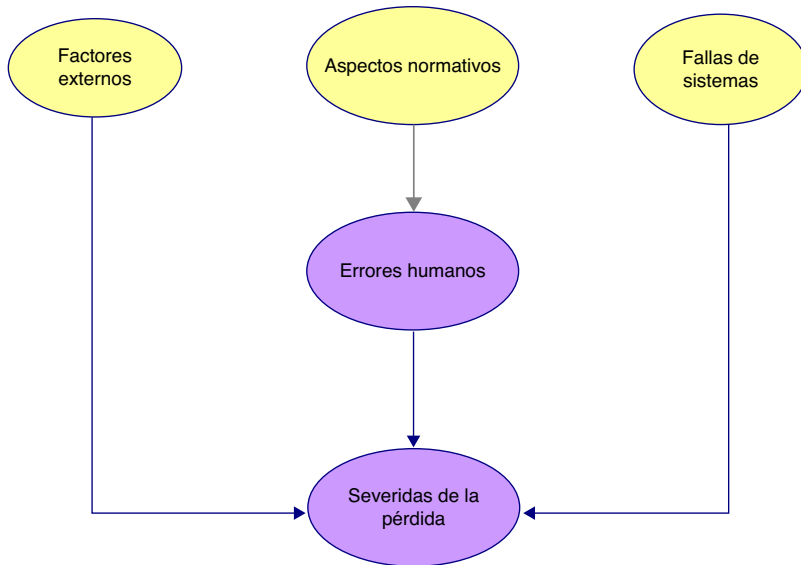 Factores
externos
Aspectos normativos
Fallas de
sistemas
Errores humanos
Severidas de la
pérdida